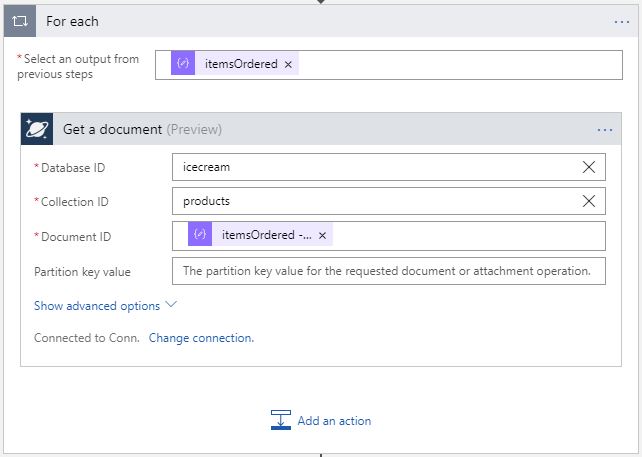 For each
*Select an output from
previous steps
itemsOrdered ×
Get a document (Preview)
*Database ID
icecream
*Collection ID
products
*Document ID
itemsOrdered -... ×
Partition key value
The partition key value for the requested document or attachment operation.
Show advanced options
Connected to Conn. Change connection.
Add an action